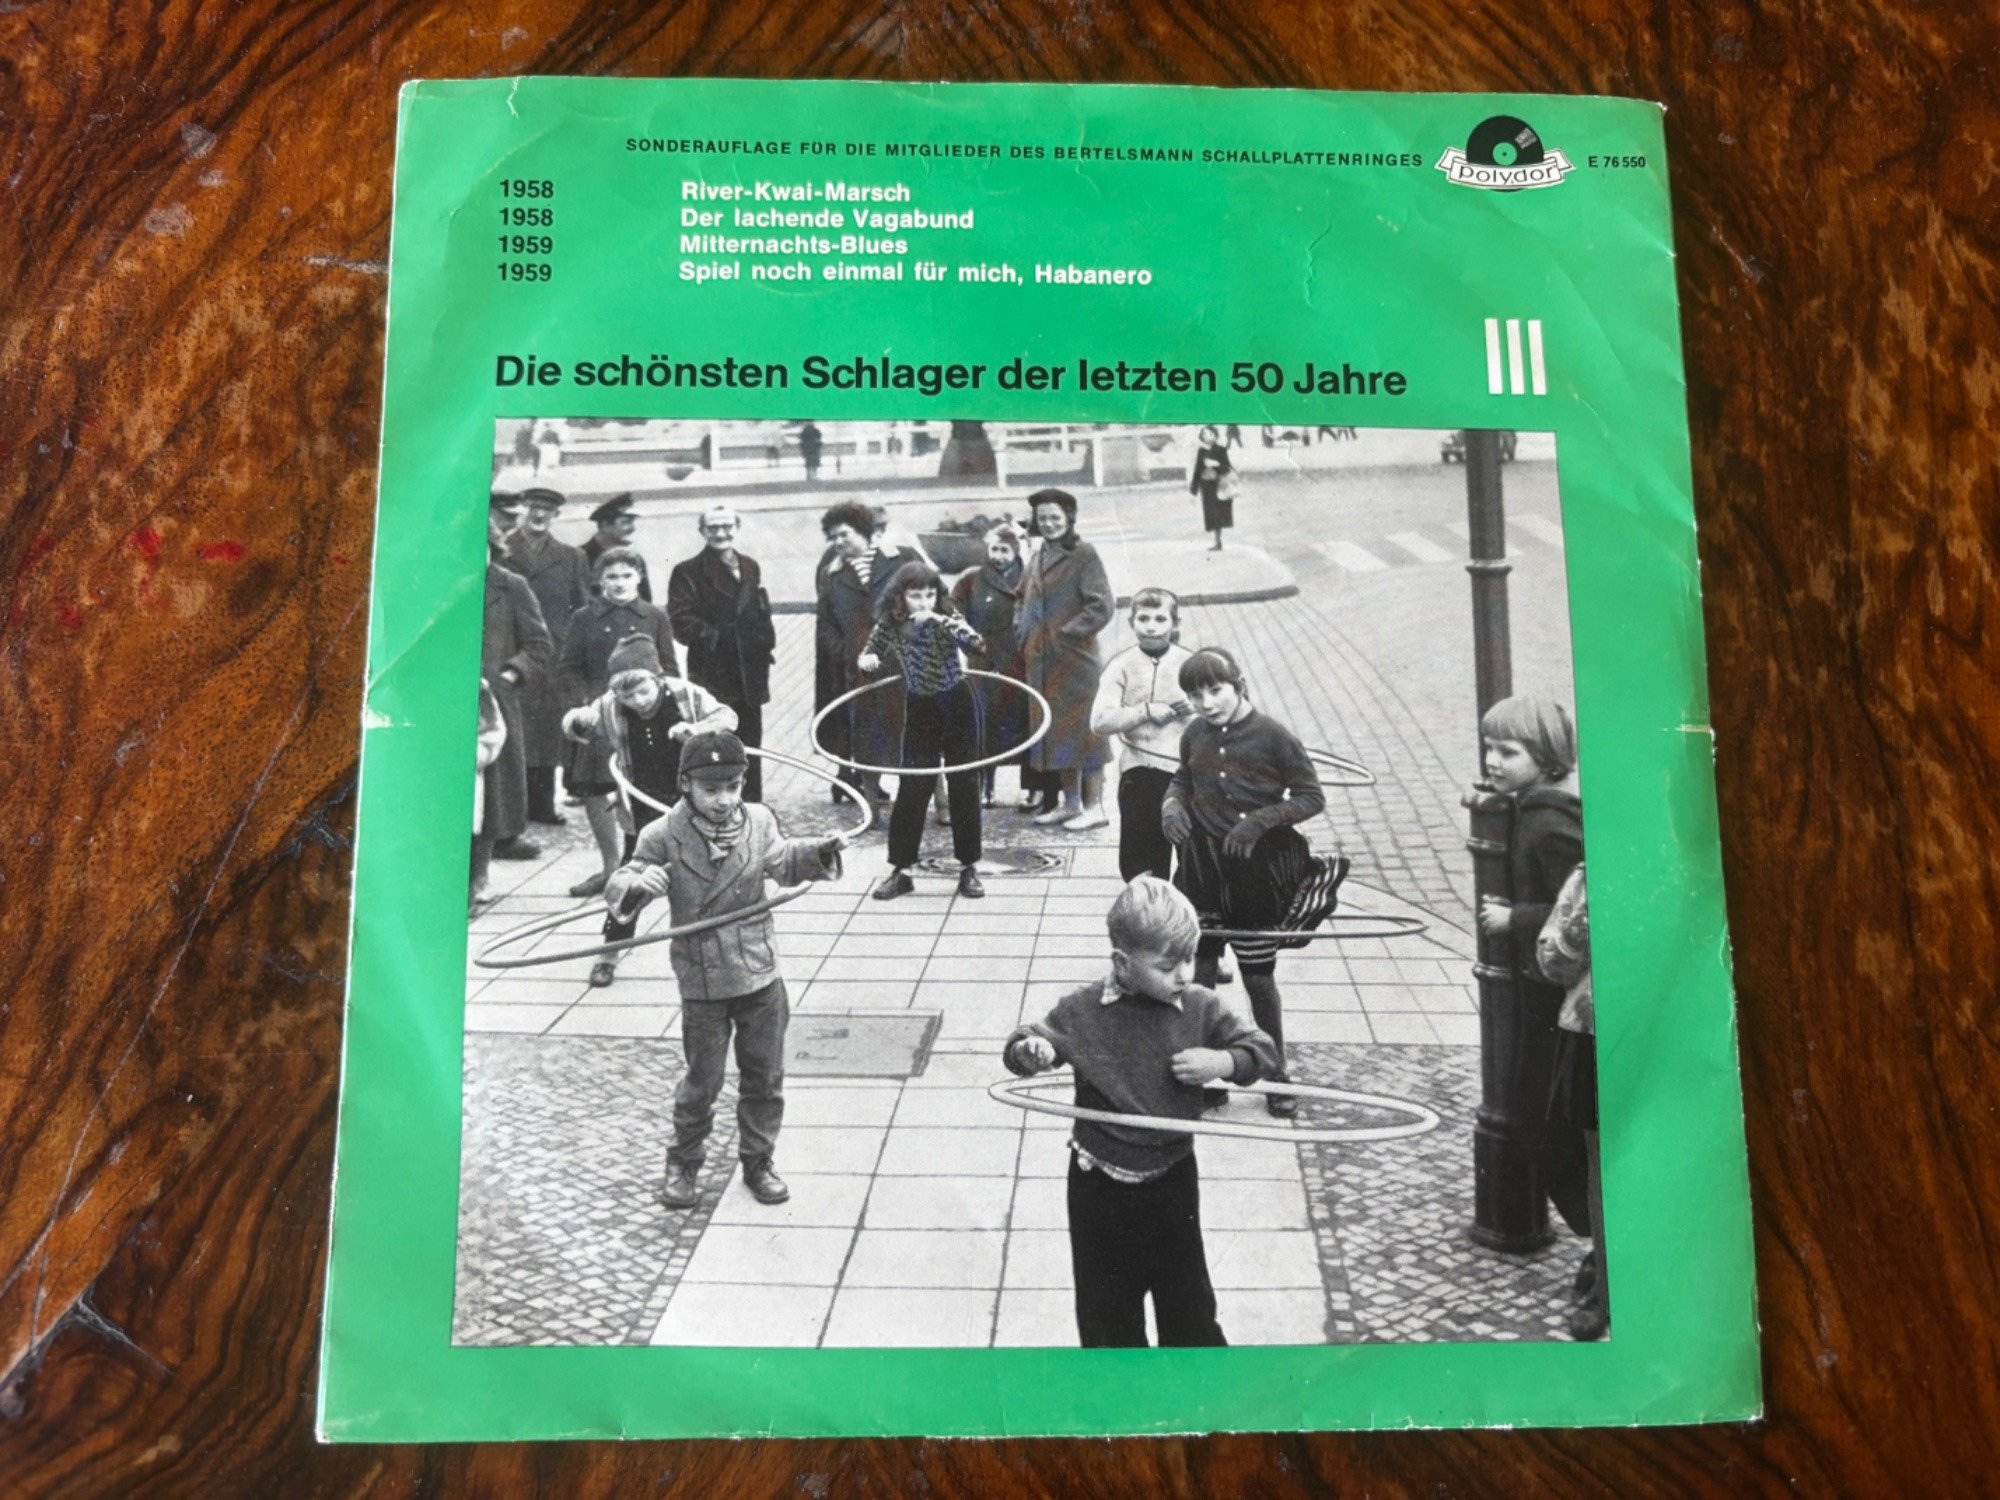 SONDERAUFLAGE FÜR DIE MITGLIEDER DES BERTELSMANN SCHALLPLATTENRINGES
polydor
E 76 550
1958 River-Kwai-Marsch
1958 Der lachende Vagabund
1959 Mitternachts-Blues
1959 Spiel noch einmal für mich, Habanero
Die schönsten Schlager der letzten 50 Jahre III